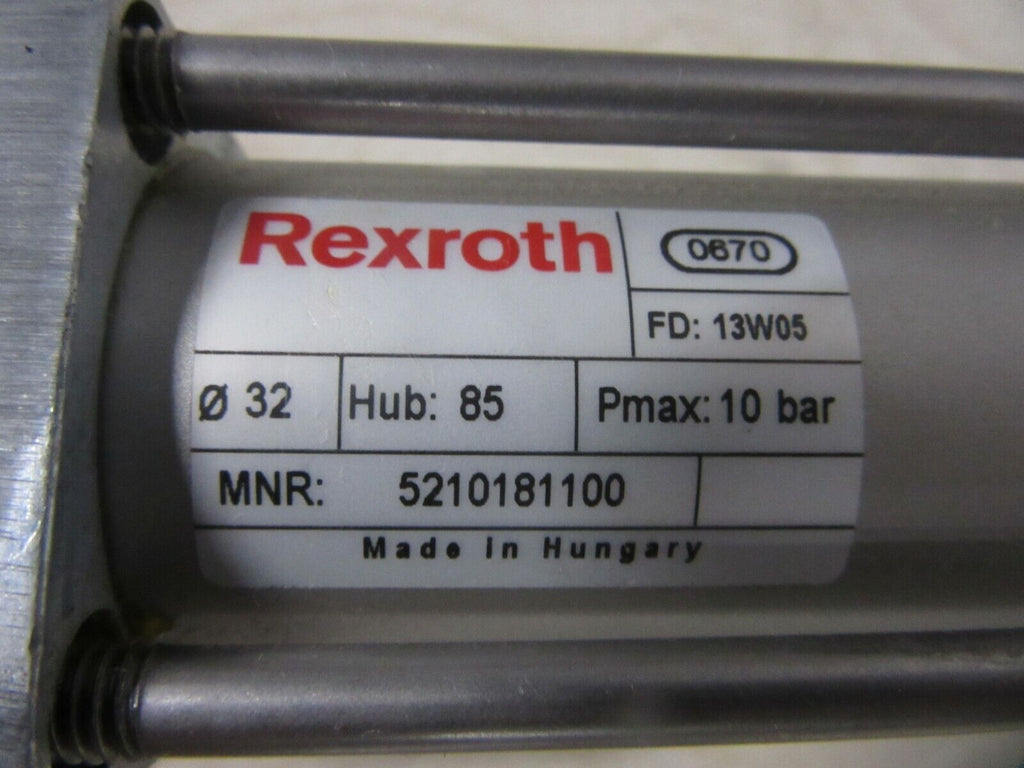 Rexroth
0670
FD: 13W05
Ø 32 Hub: 85 Pmax: 10 bar
MNR: 5210181100
Made in Hungary